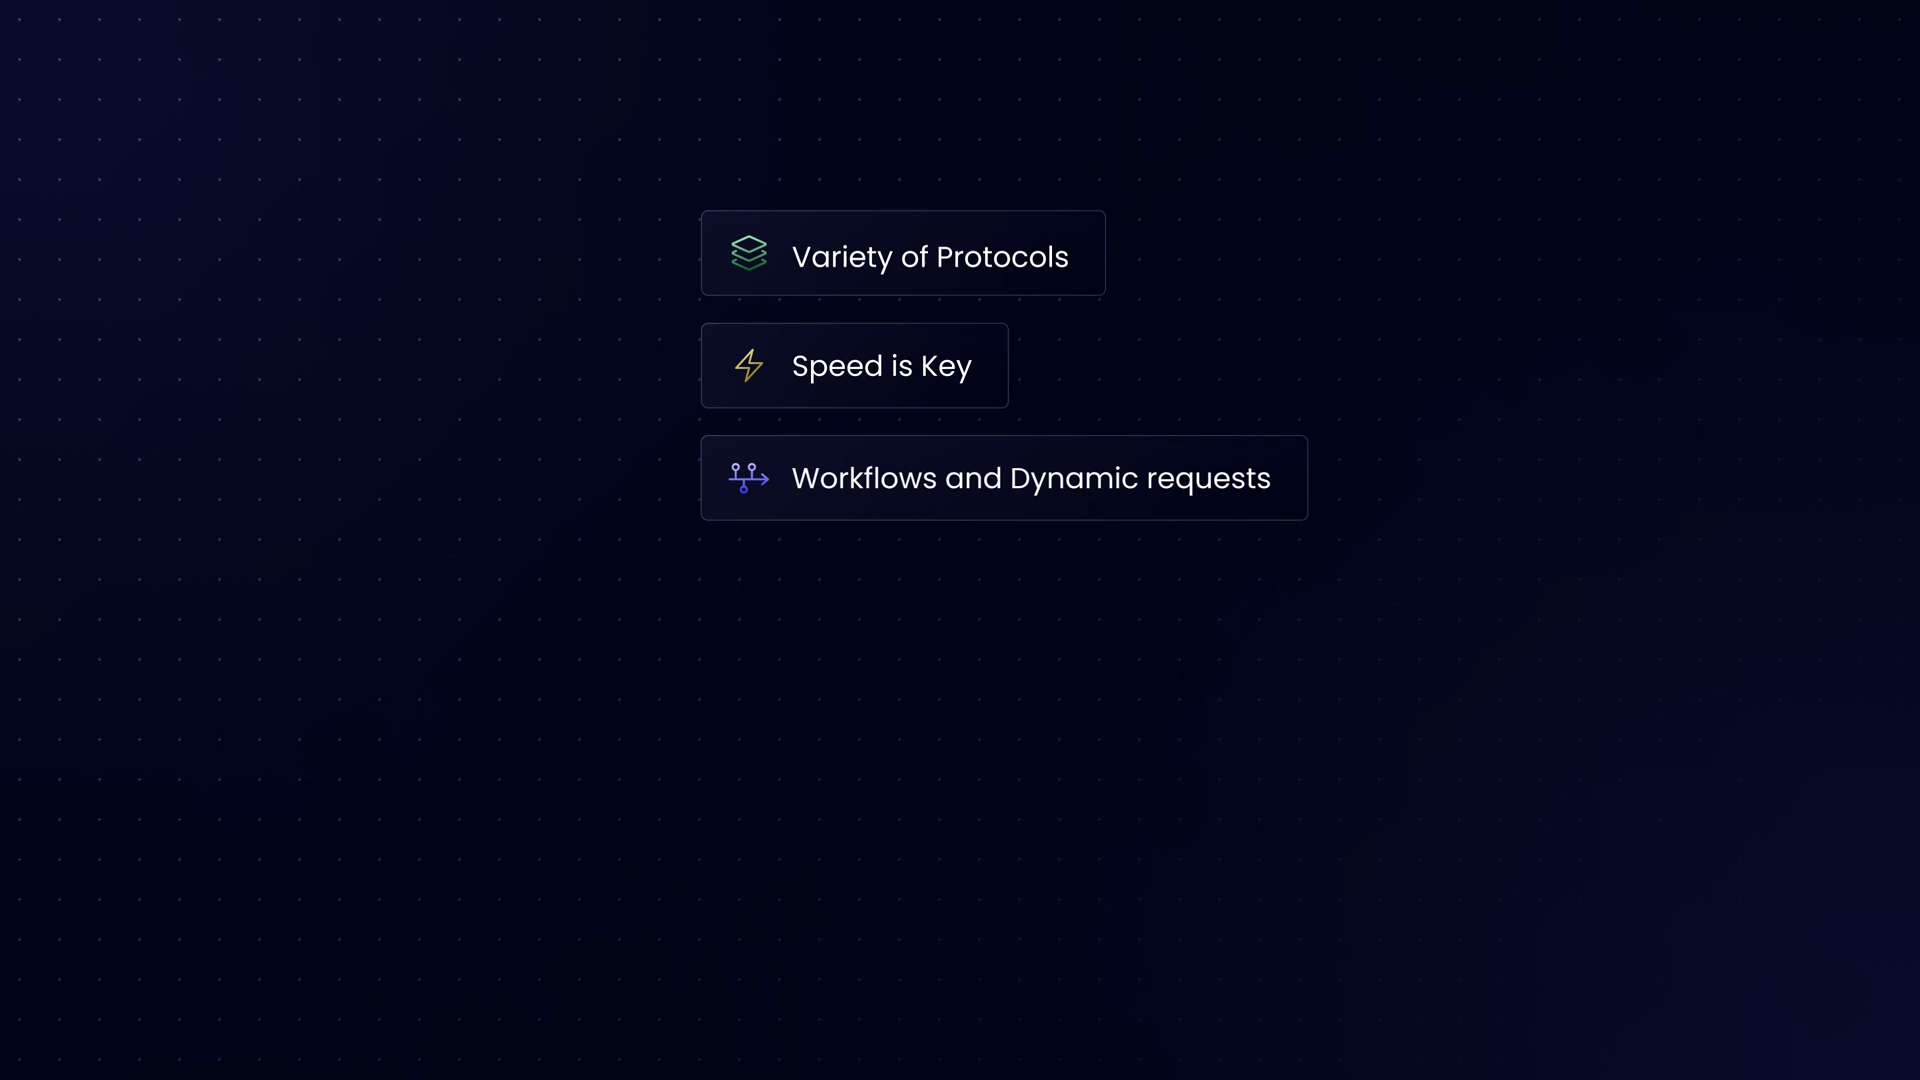 Variety of Protocols
Speed is Key
Workflows and Dynamic requests